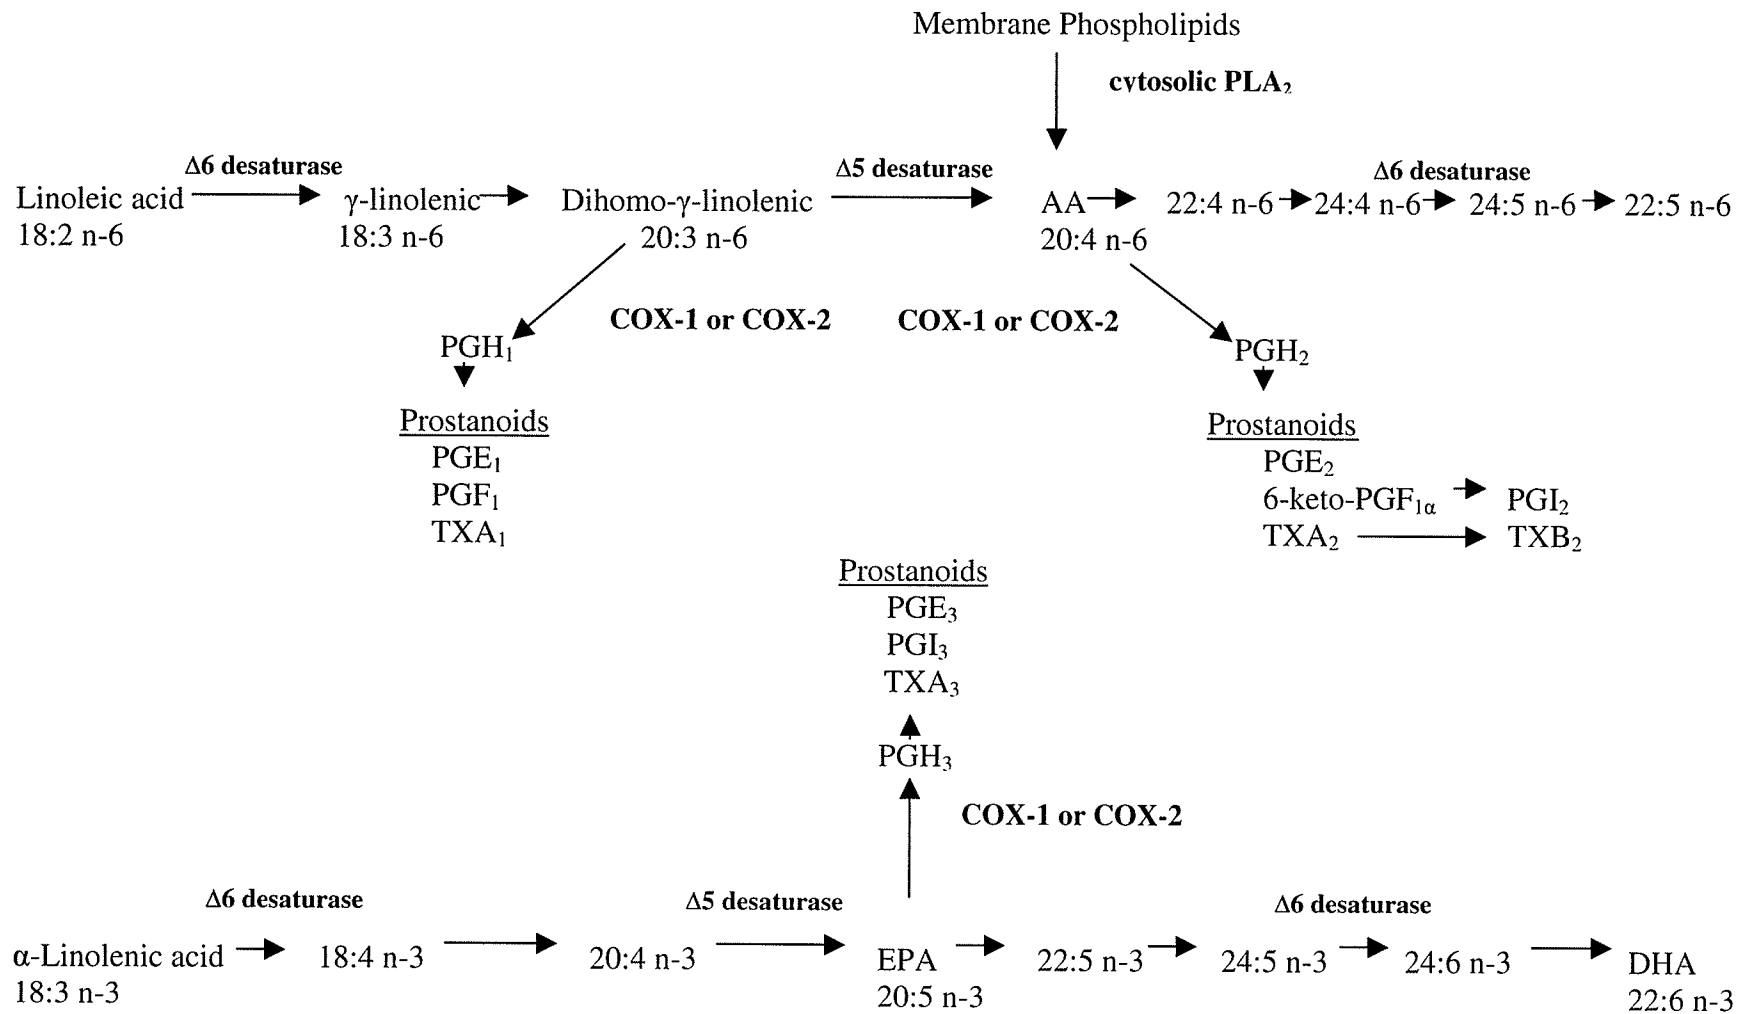 Membrane Phospholipids
cytosolic PLA₂
Δ6 desaturase
Δ5 desaturase
Δ6 desaturase
Linoleic acid
γ-linolenic
Dihomo-γ-linolenic
AA
22:4 n-6
24:4 n-6
24:5 n-6
22:5 n-6
18:2 n-6
18:3 n-6
20:3 n-6
20:4 n-6
COX-1 or COX-2
COX-1 or COX-2
PGH₁
PGH₂
Prostanoids
PGE₁
PGF₁
TXA₁
Prostanoids
PGE₂
6-keto-PGF₁α
PGI₂
TXA₂
TXB₂
Prostanoids
PGE₃
PGI₃
TXA₃
PGH₃
COX-1 or COX-2
Δ6 desaturase
Δ5 desaturase
Δ6 desaturase
α-Linolenic acid
18:4 n-3
20:4 n-3
EPA
22:5 n-3
24:5 n-3
24:6 n-3
DHA
18:3 n-3
20:5 n-3
22:6 n-3